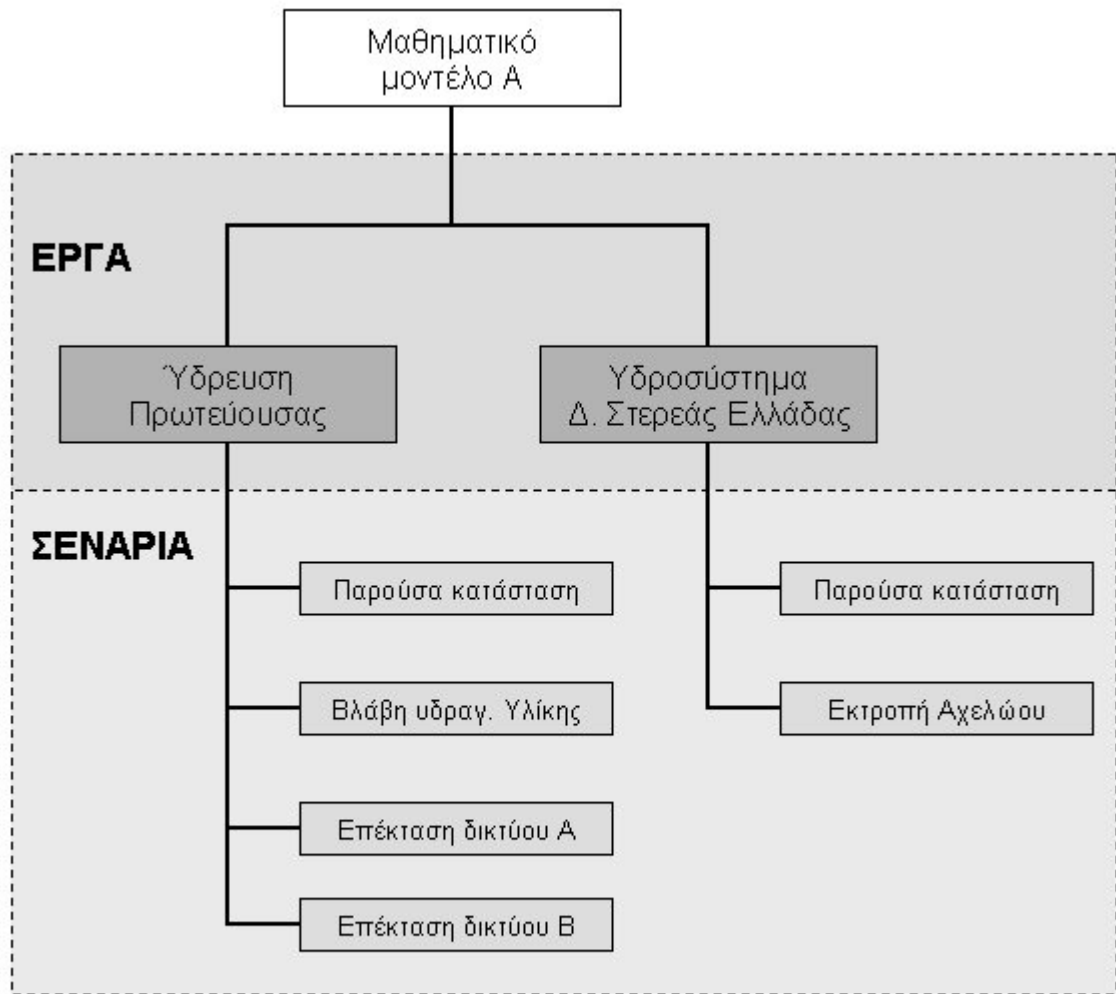 Μαθηματικό
μοντέλο Α
ΕΡΓΑ
Ύδρευση
Πρωτεύουσας
Υδροσύστημα
Δ. Στερεάς Ελλάδας
ΣΕΝΑΡΙΑ
Παρούσα κατάσταση
Βλάβη υδραγ. Υλίκης
Επέκταση δικτύου Α
Επέκταση δικτύου Β
Παρούσα κατάσταση
Εκτροπή Αχελώου